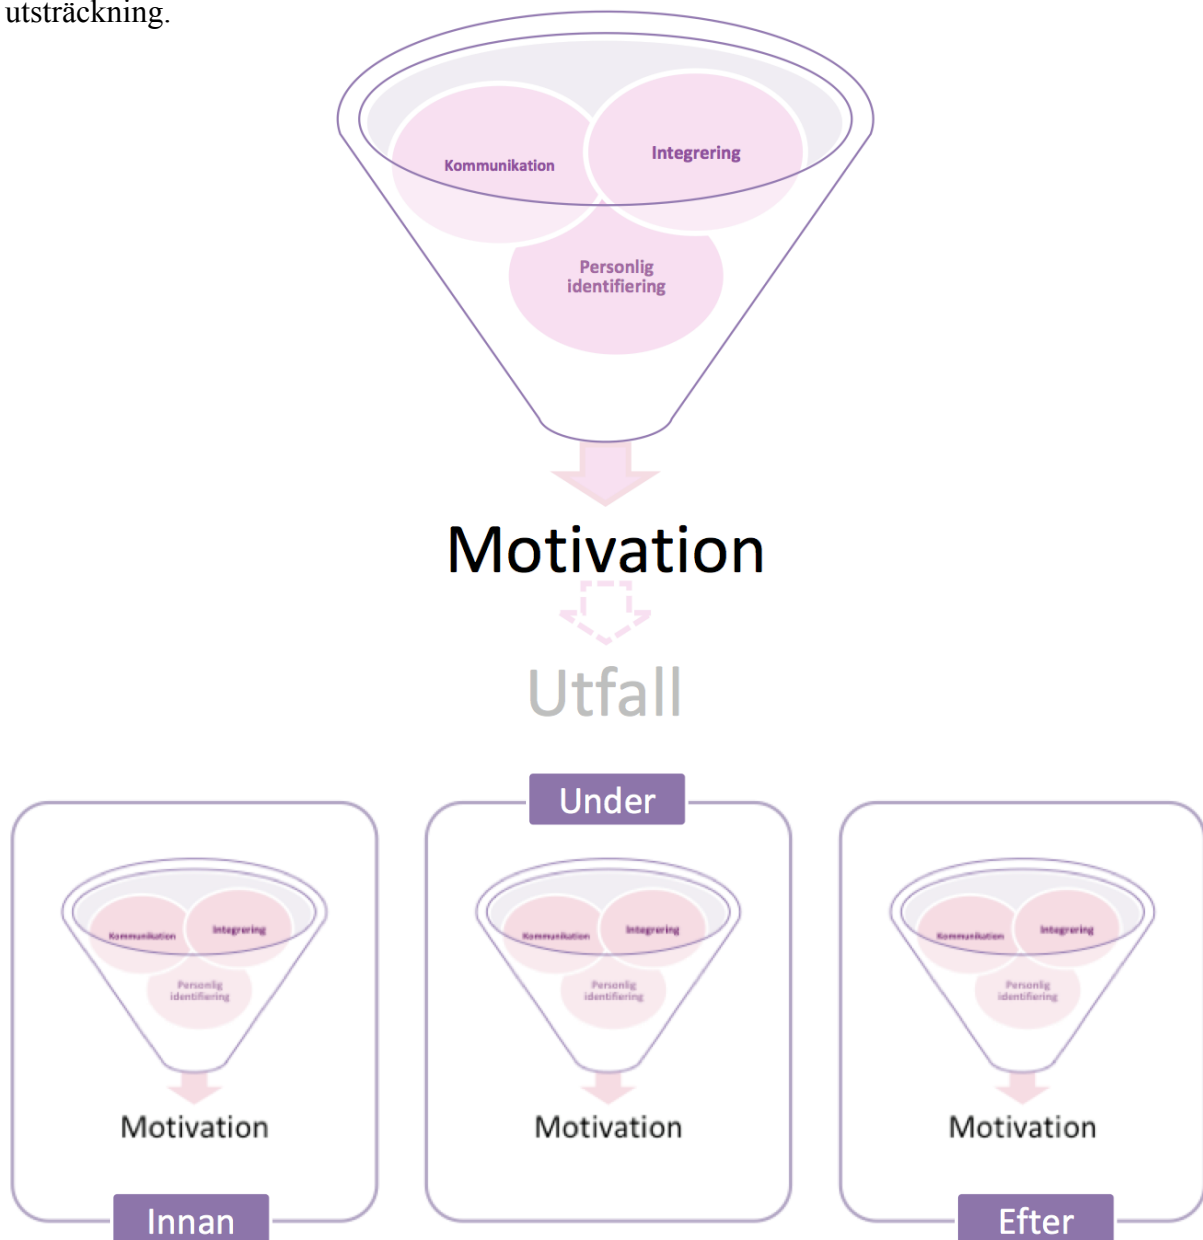 utsträckning.
Kommunikation
Integrering
Personlig
identifiering
Motivation
Utfall
Under
Kommunikation
Integrering
Personlig
identifiering
Motivation
Kommunikation
Integrering
Personlig
identifiering
Motivation
Kommunikation
Integrering
Personlig
identifiering
Motivation
Innan
Efter